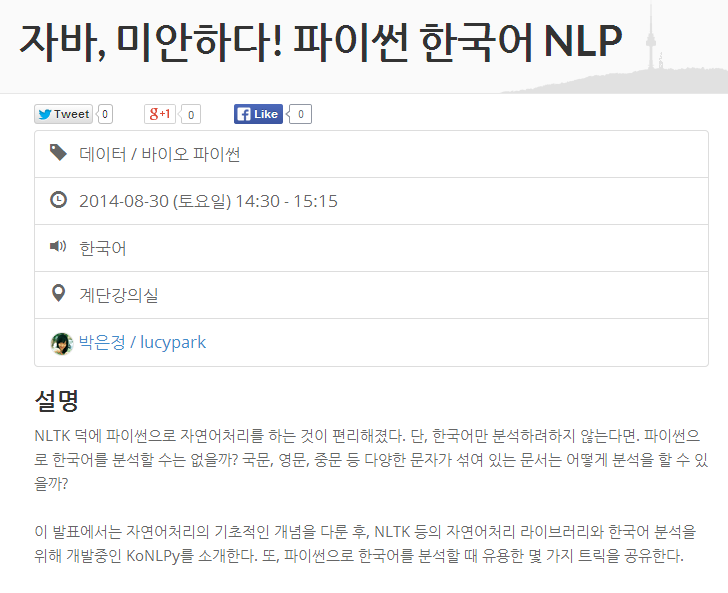 자바, 미안하다! 파이썬 한국어 NLP
Tweet 0 g+1 0 Like 0
데이터 / 바이오 파이썬
2014-08-30 (토요일) 14:30 - 15:15
한국어
계단강의실
박은정 / lucypark
설명
NLTK 덕에 파이썬으로 자연어처리를 하는 것이 편리해졌다. 단, 한국어만 분석하려하지 않는다면. 파이썬으
로 한국어를 분석할 수는 없을까? 국문, 영문, 중문 등 다양한 문자가 섞여 있는 문서는 어떻게 분석을 할 수 있
을까?
이 발표에서는 자연어처리의 기초적인 개념을 다룬 후, NLTK 등의 자연어처리 라이브러리와 한국어 분석을
위해 개발중인 KoNLPy를 소개한다. 또, 파이썬으로 한국어를 분석할 때 유용한 몇 가지 트릭을 공유한다.